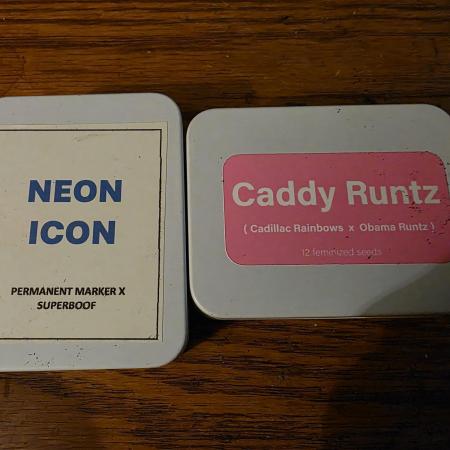 NEON
ICON
PERMANENT MARKER X
SUPERBOOF
Caddy Runtz
( Cadillac Rainbows x Obama Runtz )
12 feminized seeds